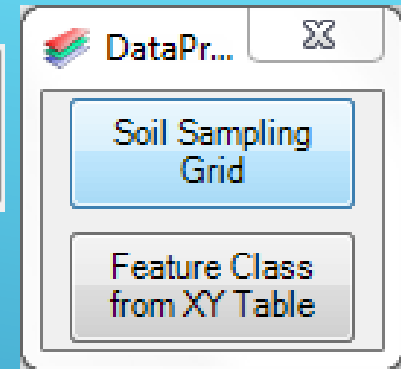 DataPr...
Soil Sampling
Grid
Feature Class
from XY Table